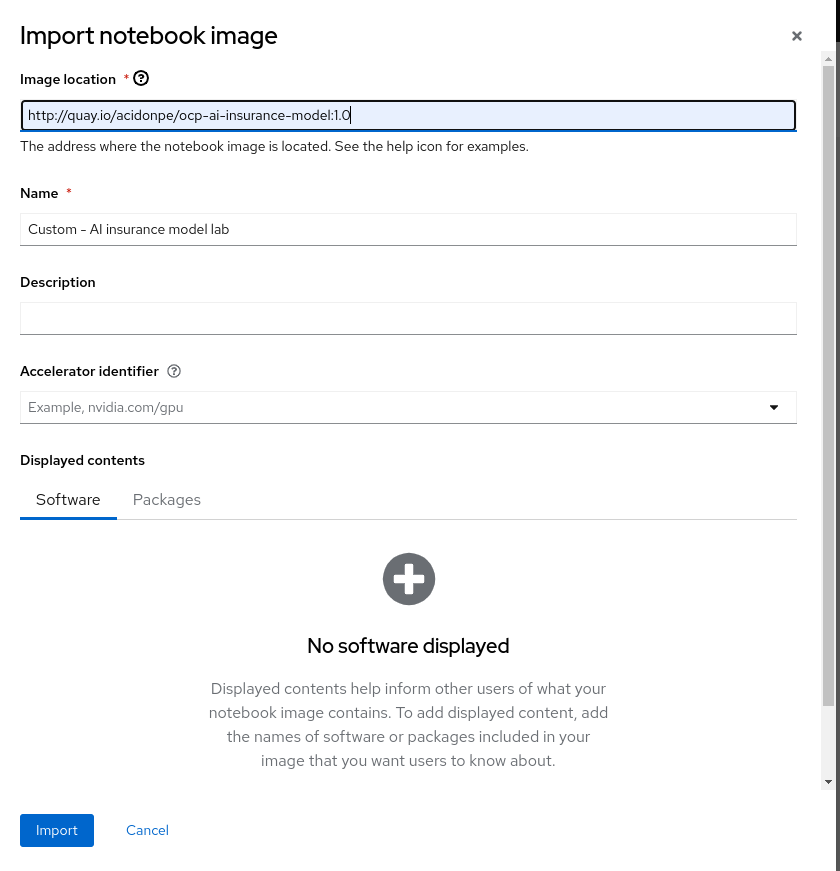 Import notebook image
Image location *
http://quay.io/acidonpe/ocp-ai-insurance-model:1.0
The address where the notebook image is located. See the help icon for examples.
Name *
Custom - AI insurance model lab
Description
Accelerator identifier
Example, nvidia.com/gpu
Displayed contents
Software Packages
No software displayed
Displayed contents help inform other users of what your
notebook image contains. To add displayed content, add
the names of software or packages included in your
image that you want users to know about.
Import Cancel